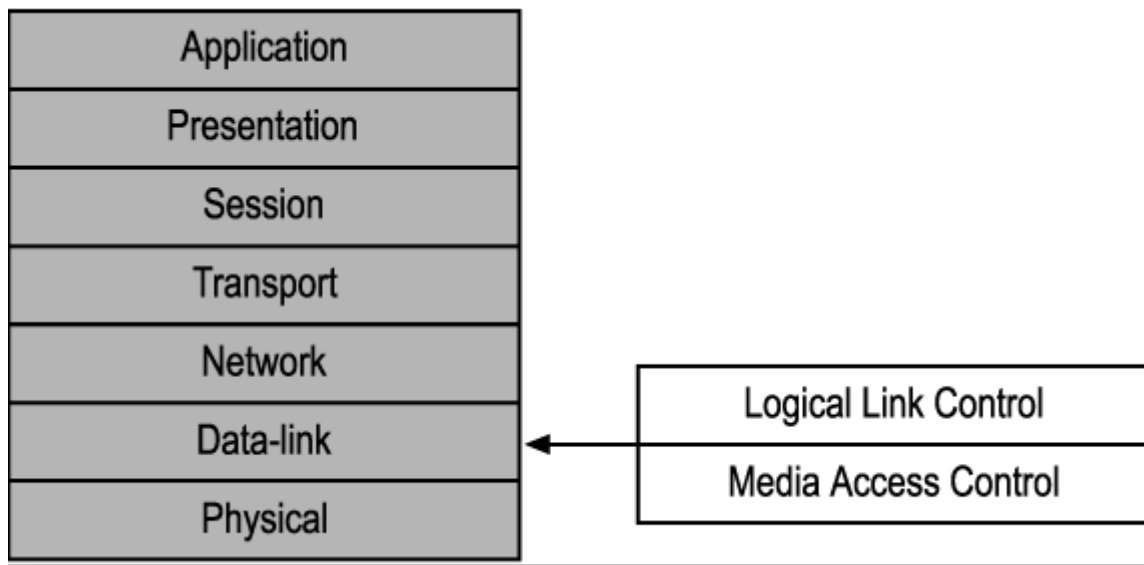 Application
Presentation
Session
Transport
Network
Data-link
Physical
Logical Link Control
Media Access Control